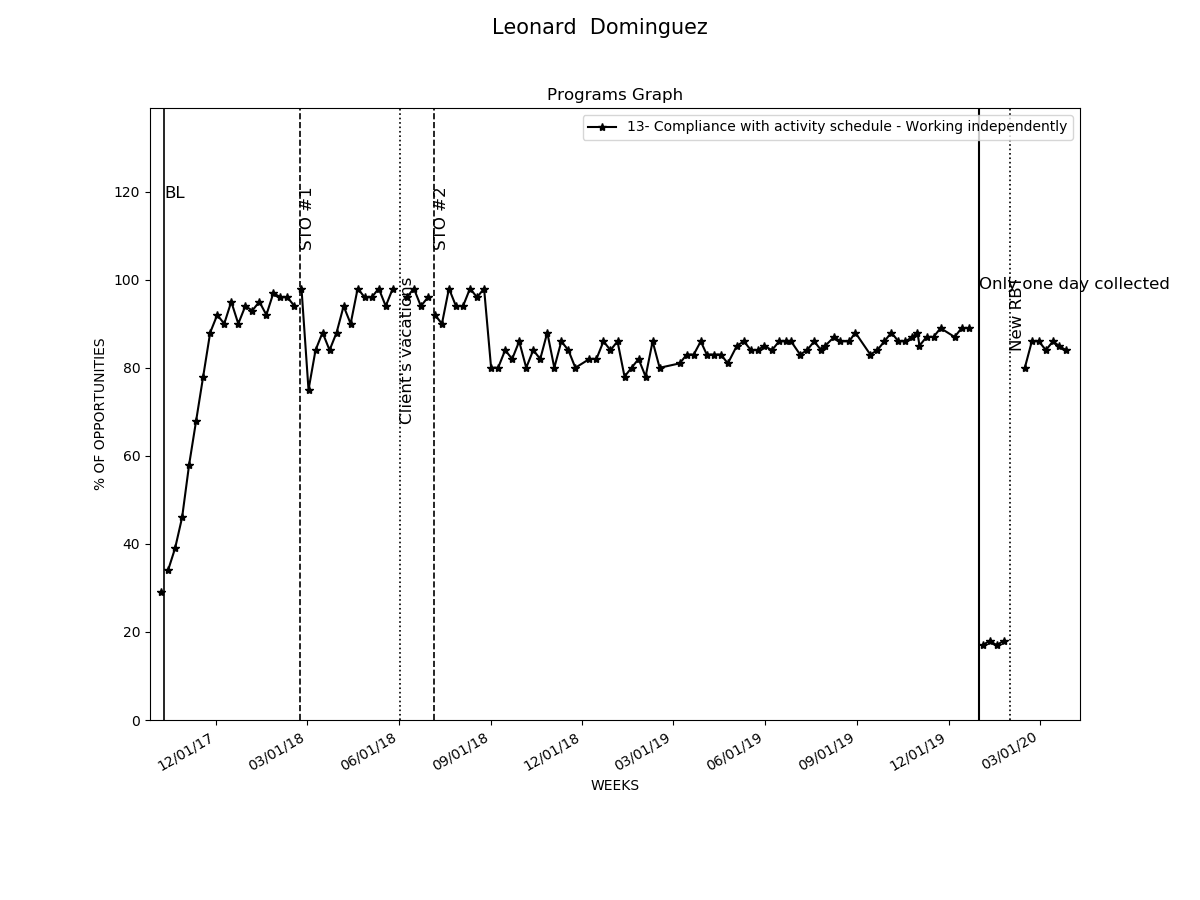 Leonard  Dominguez
Programs Graph
13- Compliance with activity schedule - Working independently
BL
STO #1
Client's vacations
STO #2
Only one day collected
New RBT
% OF OPPORTUNITIES
120
100
80
60
40
20
0
12/01/17
03/01/18
06/01/18
09/01/18
12/01/18
03/01/19
06/01/19
09/01/19
12/01/19
03/01/20
WEEKS